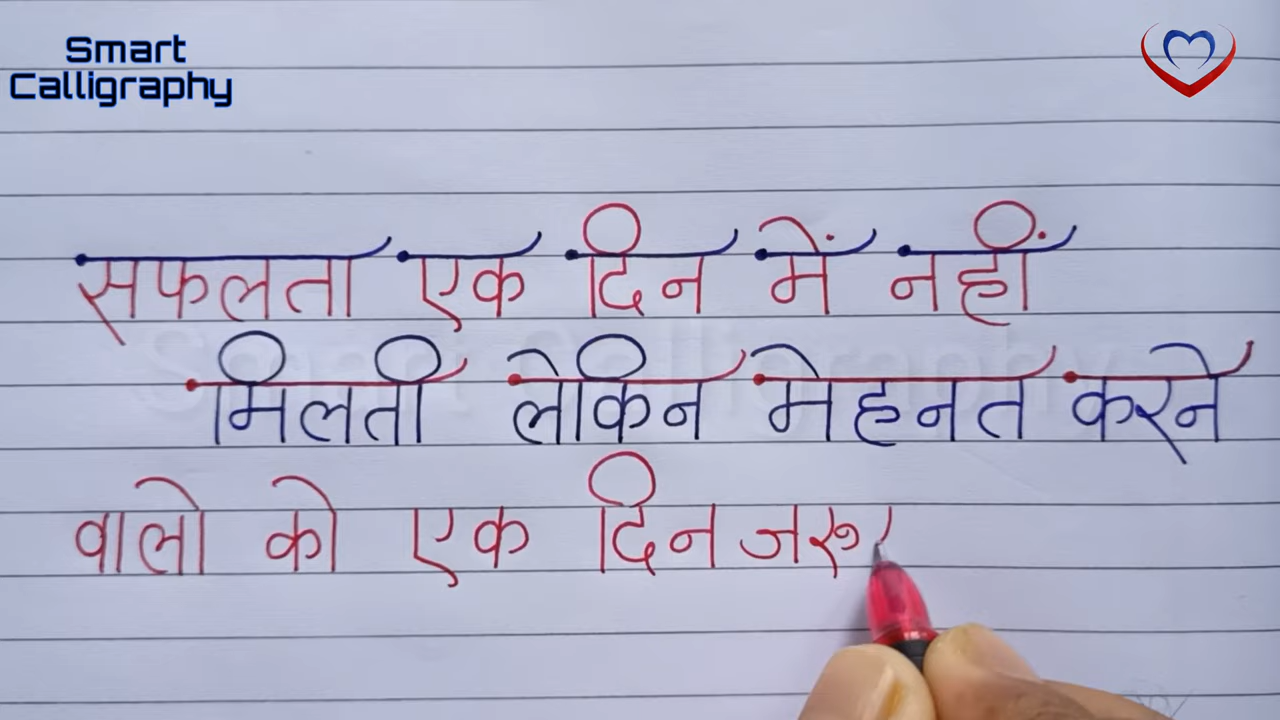 Smart
Calligraphy
सफलता एक दिन में नहीं
मिलती लेकिन मेहनत करने
वालो को एक दिन जरू